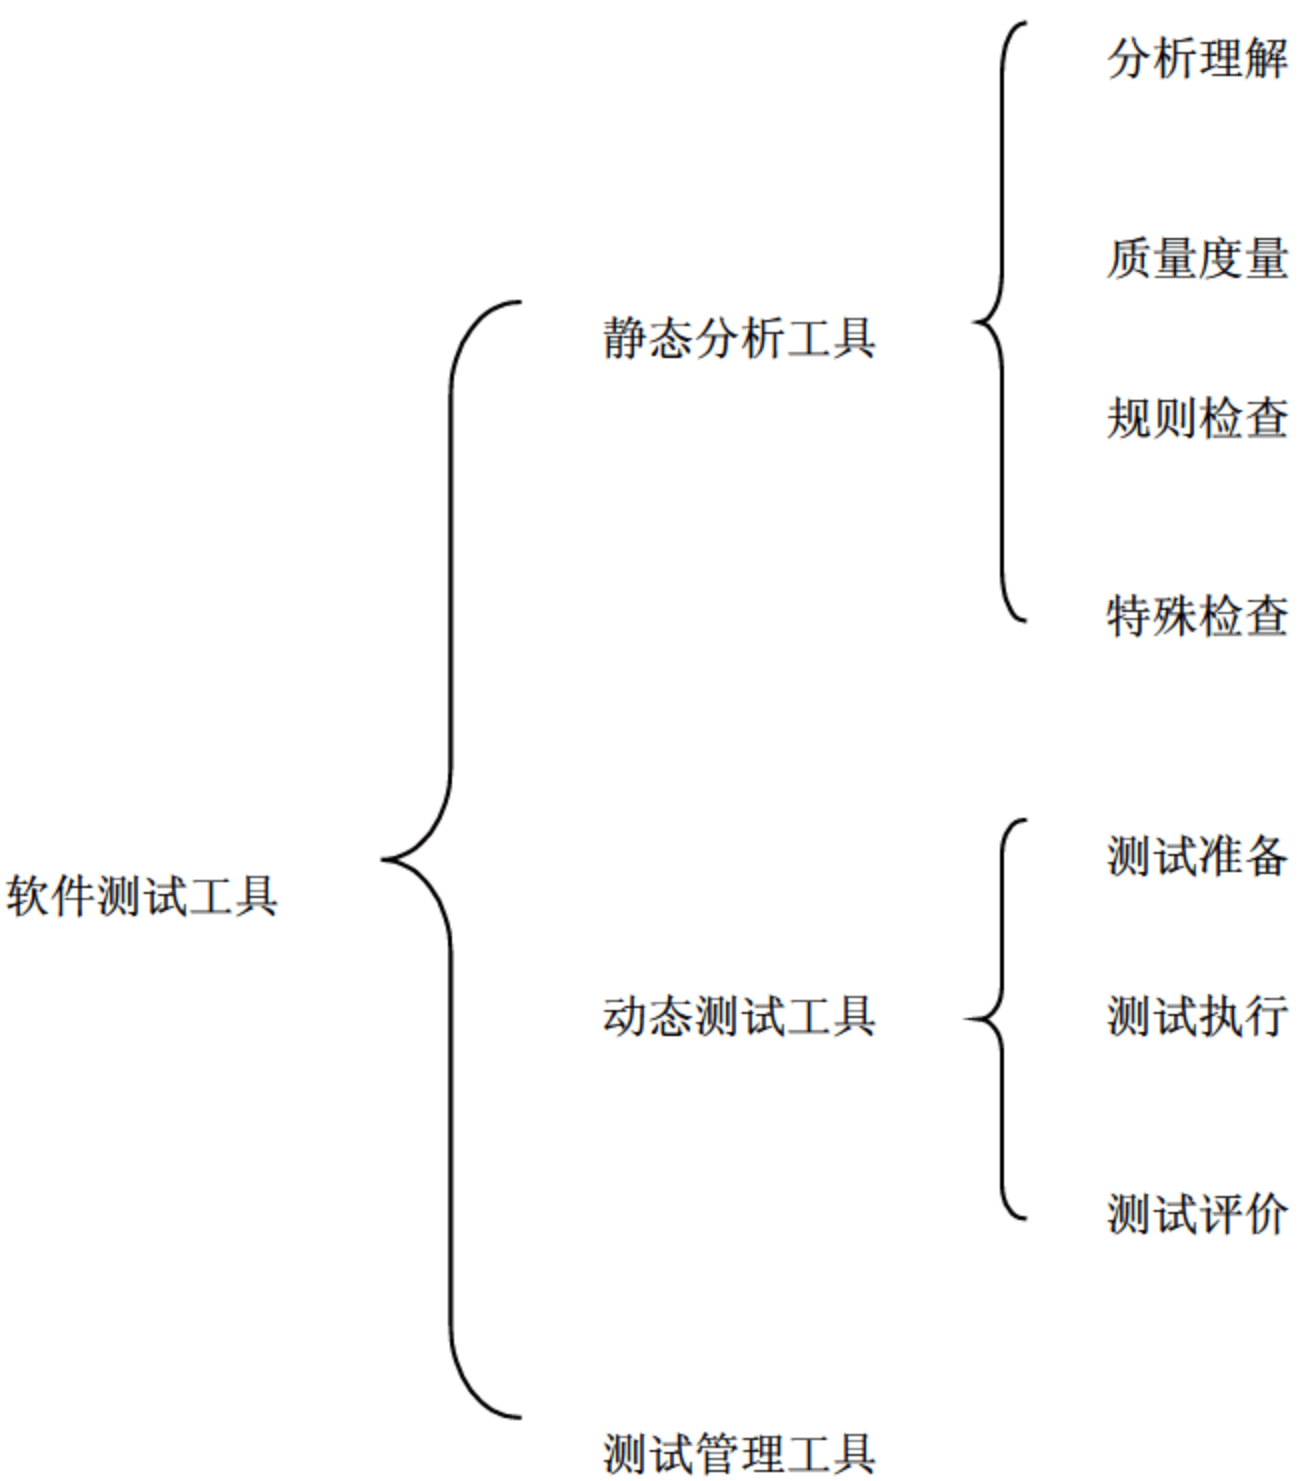 分析理解
质量度量
静态分析工具
规则检查
特殊检查
测试准备
软件测试工具
动态测试工具
测试执行
测试评价
测试管理工具